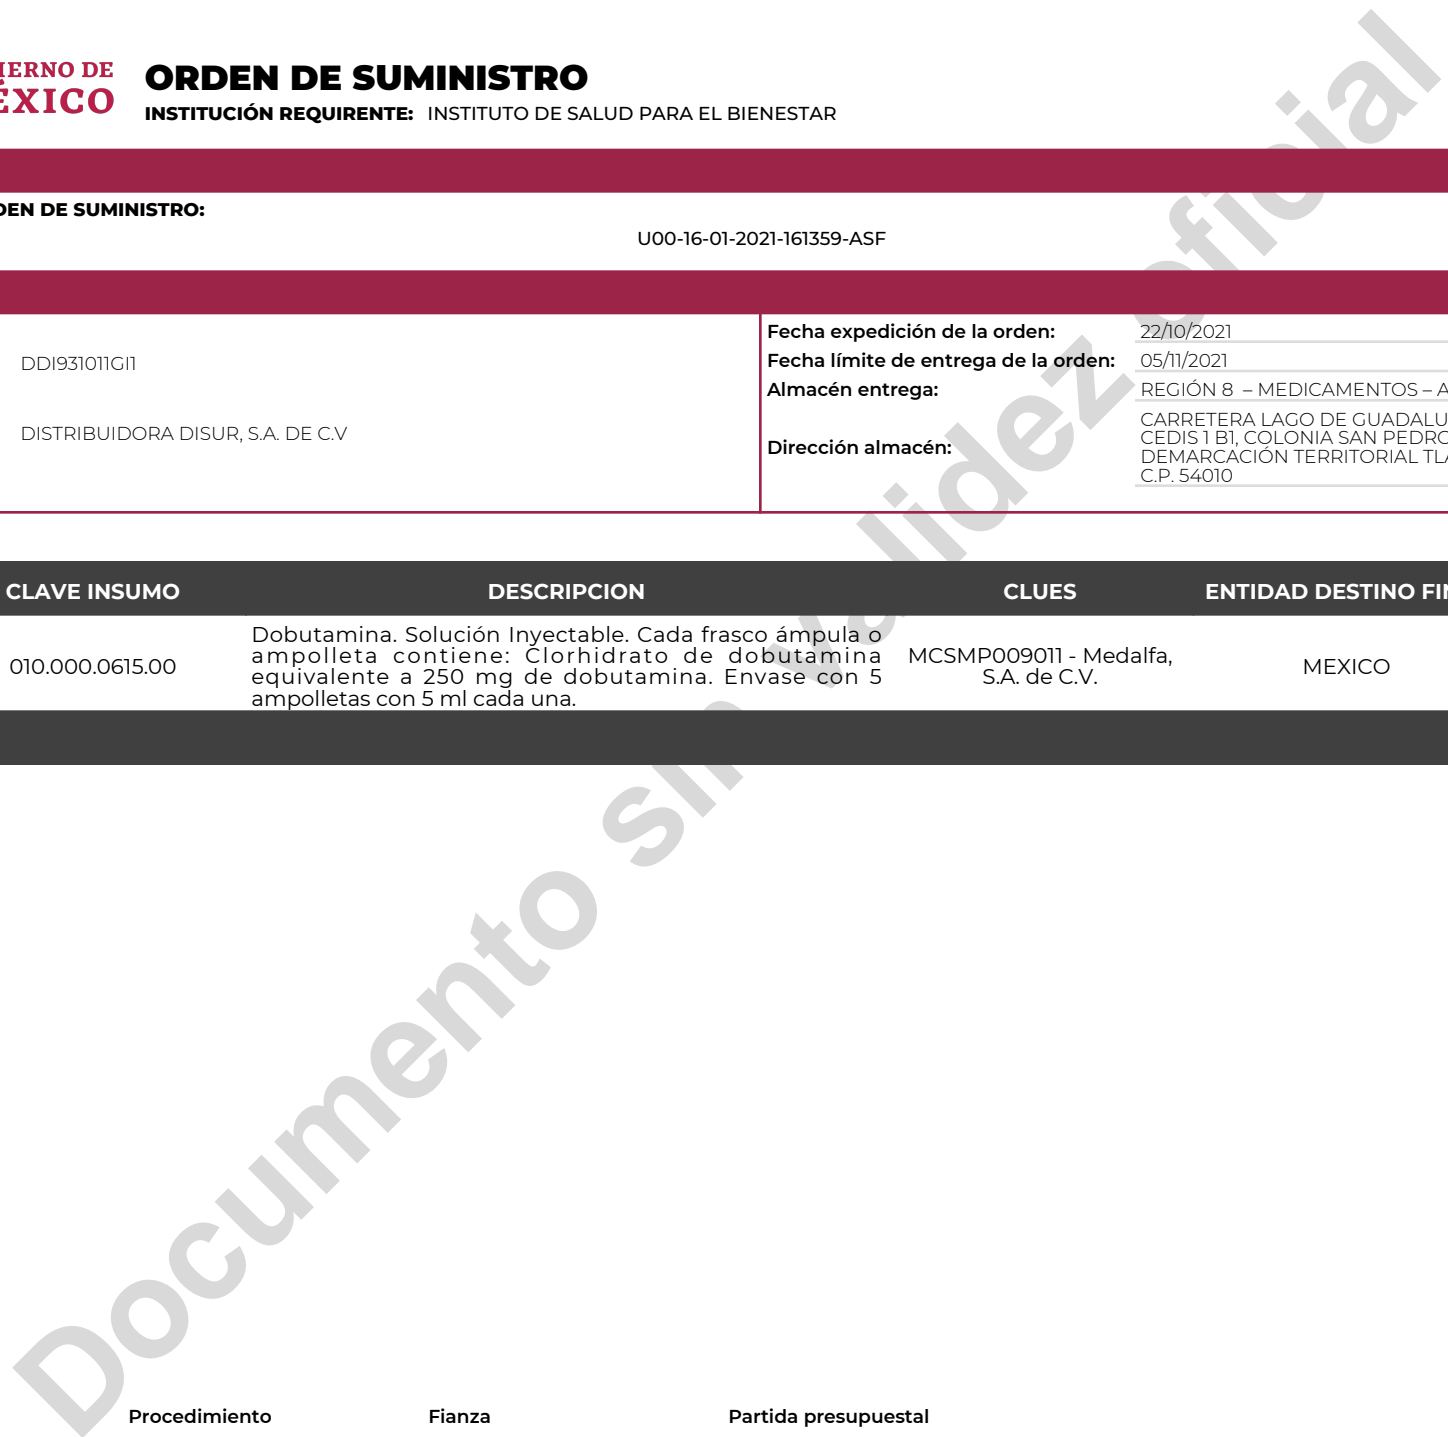 IERNO DE
ÉXICO
ORDEN DE SUMINISTRO
INSTITUCIÓN REQUIRENTE: INSTITUTO DE SALUD PARA EL BIENESTAR
DEN DE SUMINISTRO:
U00-16-01-2021-161359-ASF
DDI931011GI1
DISTRIBUIDORA DISUR, S.A. DE C.V
Fecha expedición de la orden: 22/10/2021
Fecha límite de entrega de la orden: 05/11/2021
Almacén entrega: REGIÓN 8 – MEDICAMENTOS – A
Dirección almacén:
CARRETERA LAGO DE GUADALU
CEDIS 1 B1, COLONIA SAN PEDRO
DEMARCACIÓN TERRITORIAL TLA
C.P. 54010
CLAVE INSUMO DESCRIPCION CLUES ENTIDAD DESTINO FIN
010.000.0615.00
Dobutamina. Solución Inyectable. Cada frasco ámpula o
ampolleta contiene: Clorhidrato de dobutamina
equivalente a 250 mg de dobutamina. Envase con 5
ampolletas con 5 ml cada una.
MCSMP009011 - Medalfa,
S.A. de C.V.
MEXICO
Documento sin validez oficial
Procedimiento Fianza Partida presupuestal